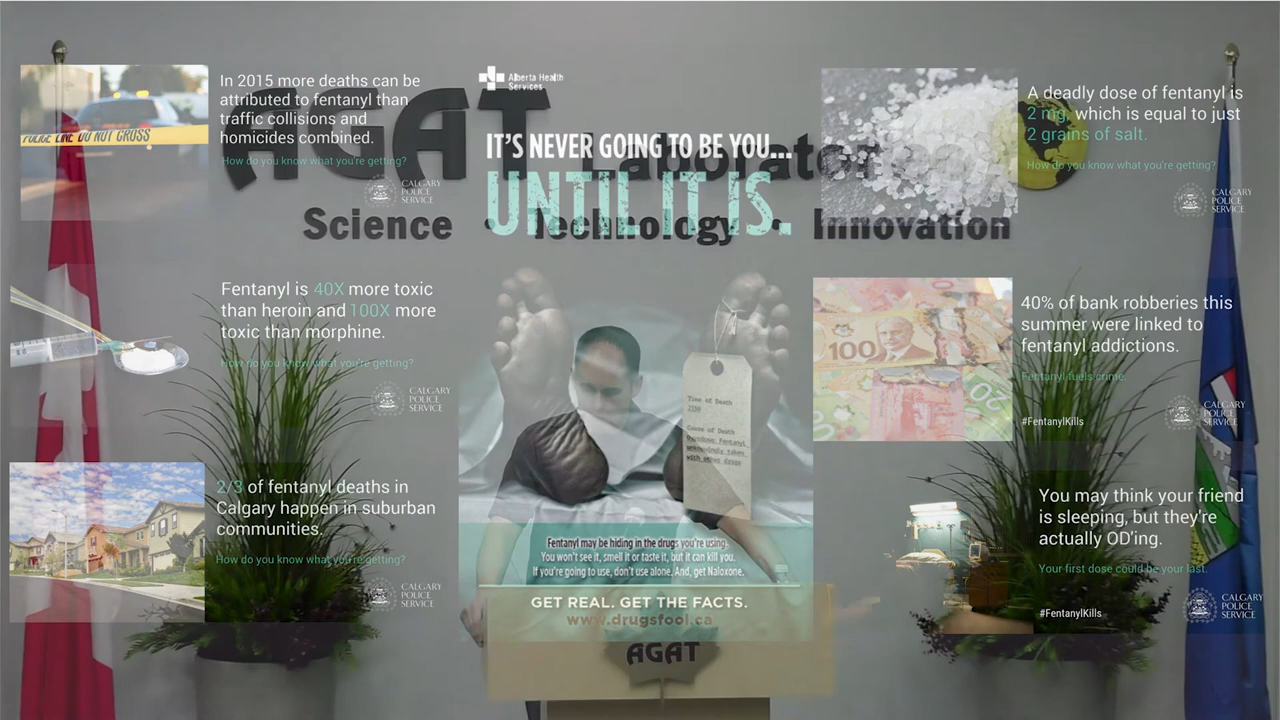 In 2015 more deaths can be
attributed to fentanyl than
traffic collisions and
homicides combined.
How do you know what you're getting?
CALGARY
POLICE
SERVICE
POLICE LINE DO NOT CROSS
Fentanyl is 40X more toxic
than heroin and 100X more
toxic than morphine.
How do you know what you're getting?
CALGARY
POLICE
SERVICE
2/3 of fentanyl deaths in
Calgary happen in suburban
communities.
How do you know what you're getting?
CALGARY
POLICE
SERVICE
Alberta Health
Services
AGAT Laboratories
Science • Technology • Innovation
IT'S NEVER GOING TO BE YOU...
UNTIL IT IS.
Time of Death
Cause of Death
Overdose: Fentanyl
unknowingly taken
with other drugs
Fentanyl may be hiding in the drugs you're using.
You won't see it, smell it or taste it, but it can kill you.
If you're going to use, don't use alone. And, get Naloxone.
GET REAL. GET THE FACTS.
www.drugsfool.ca
AGAT
A deadly dose of fentanyl is
2 mg, which is equal to just
2 grains of salt.
How do you know what you're getting?
CALGARY
POLICE
SERVICE
100
20
40% of bank robberies this
summer were linked to
fentanyl addictions.
Fentanyl fuels crime.
#FentanylKills
CALGARY
POLICE
SERVICE
You may think your friend
is sleeping, but they're
actually OD'ing.
Your first dose could be your last.
#FentanylKills
CALGARY
POLICE
SERVICE